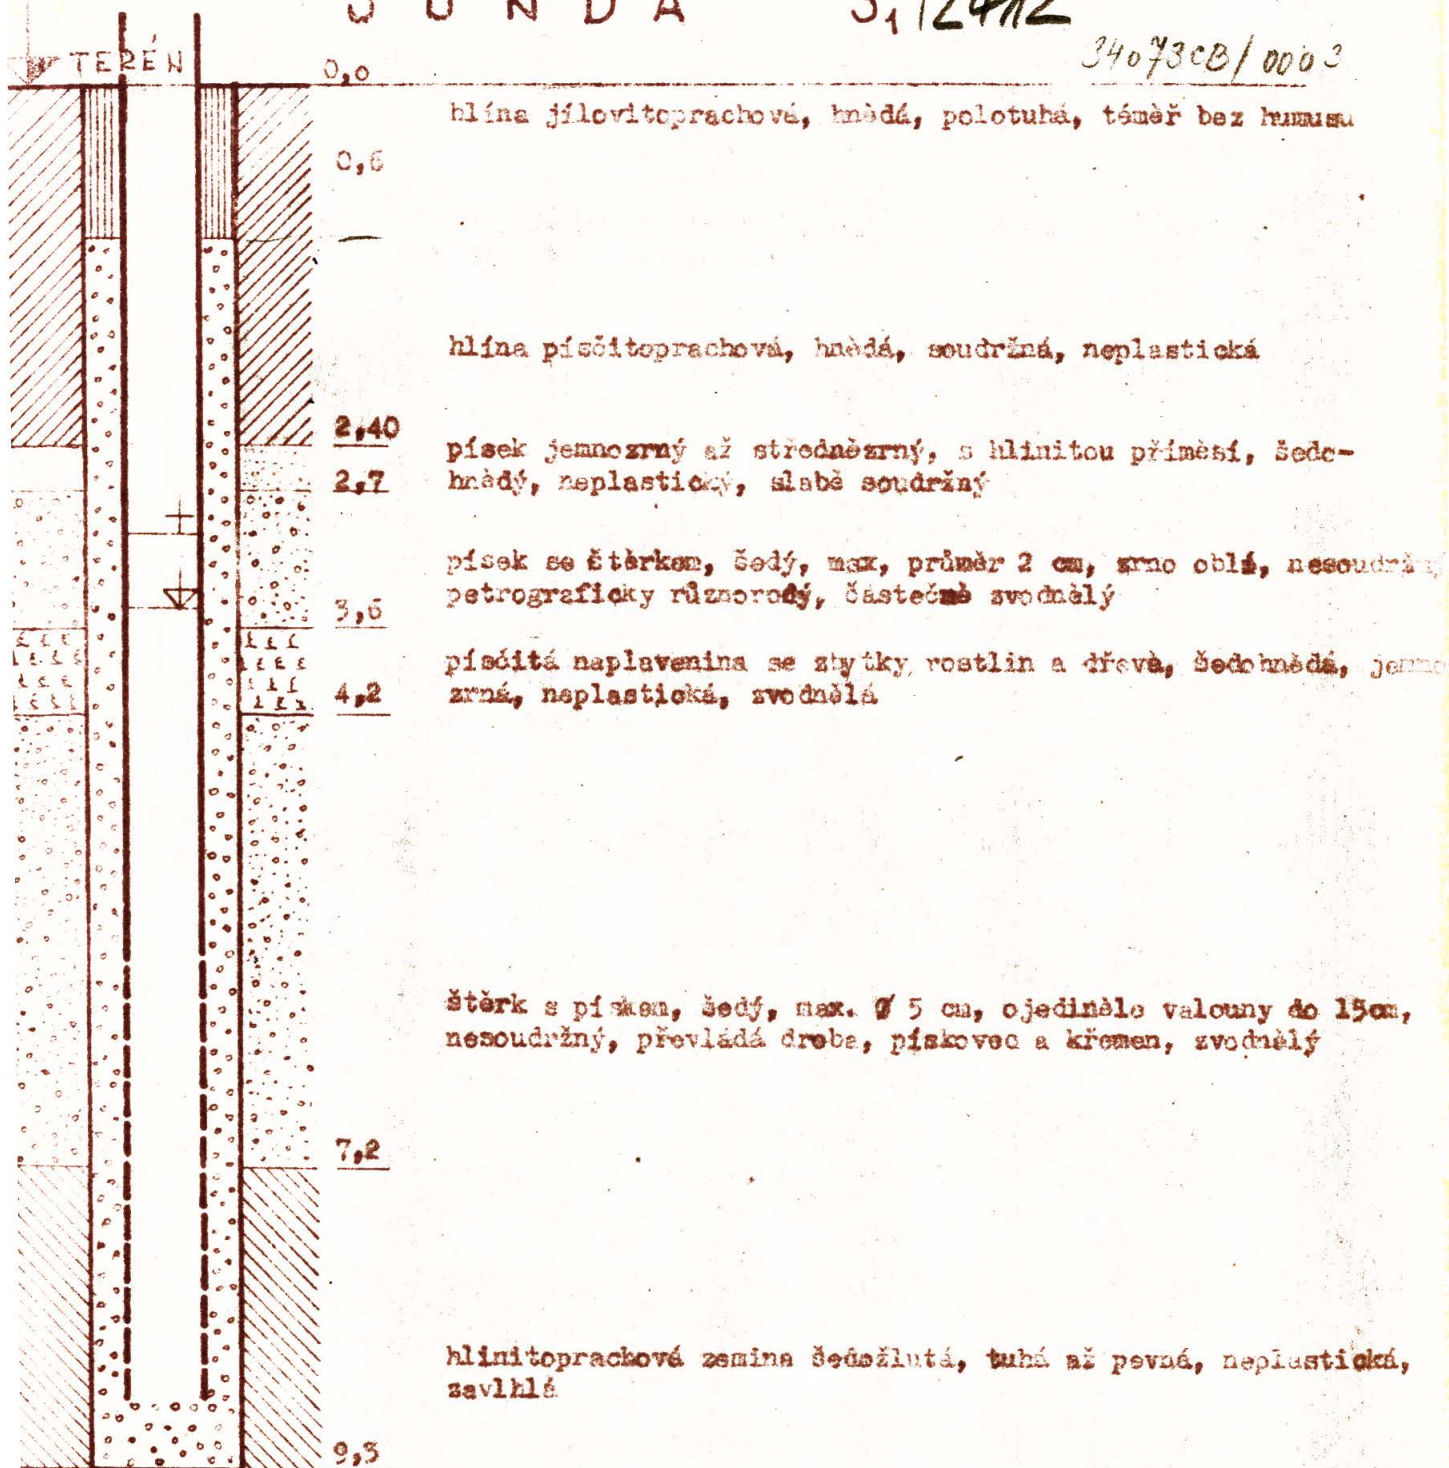 SONDA S1
34073CB/0003
TERÉN 0,0
hlína jílovitoprachová, hnědá, polotuhá, téměř bez humusu
0,6
hlína písčitoprachová, hnědá, soudržná, neplastická
2,40
písek jemnozrný až střednězrný, s hlinitou příměsí, šedo-
2,7 hnědý, neplastický, slabě soudržný
písek se štěrkem, šedý, max, průměr 2 cm, zrno oblé,
3,6 petrograficky různorodý, částečně zvodnělý
písčitá naplavenina se zbytky rostlin a dřeva, šedohnědá, jemno
4,2 zrná, neplastická, zvodnělá
štěrk s pískem, šedý, max. Ø 5 cm, ojediněle valouny do 15cm,
nesoudržný, převládá droba, pískovec a křemen, zvodnělý
7,2
hlinitoprachová zemina šedožlutá, tuhá až pevná, neplastická,
zavlhlá
9,3